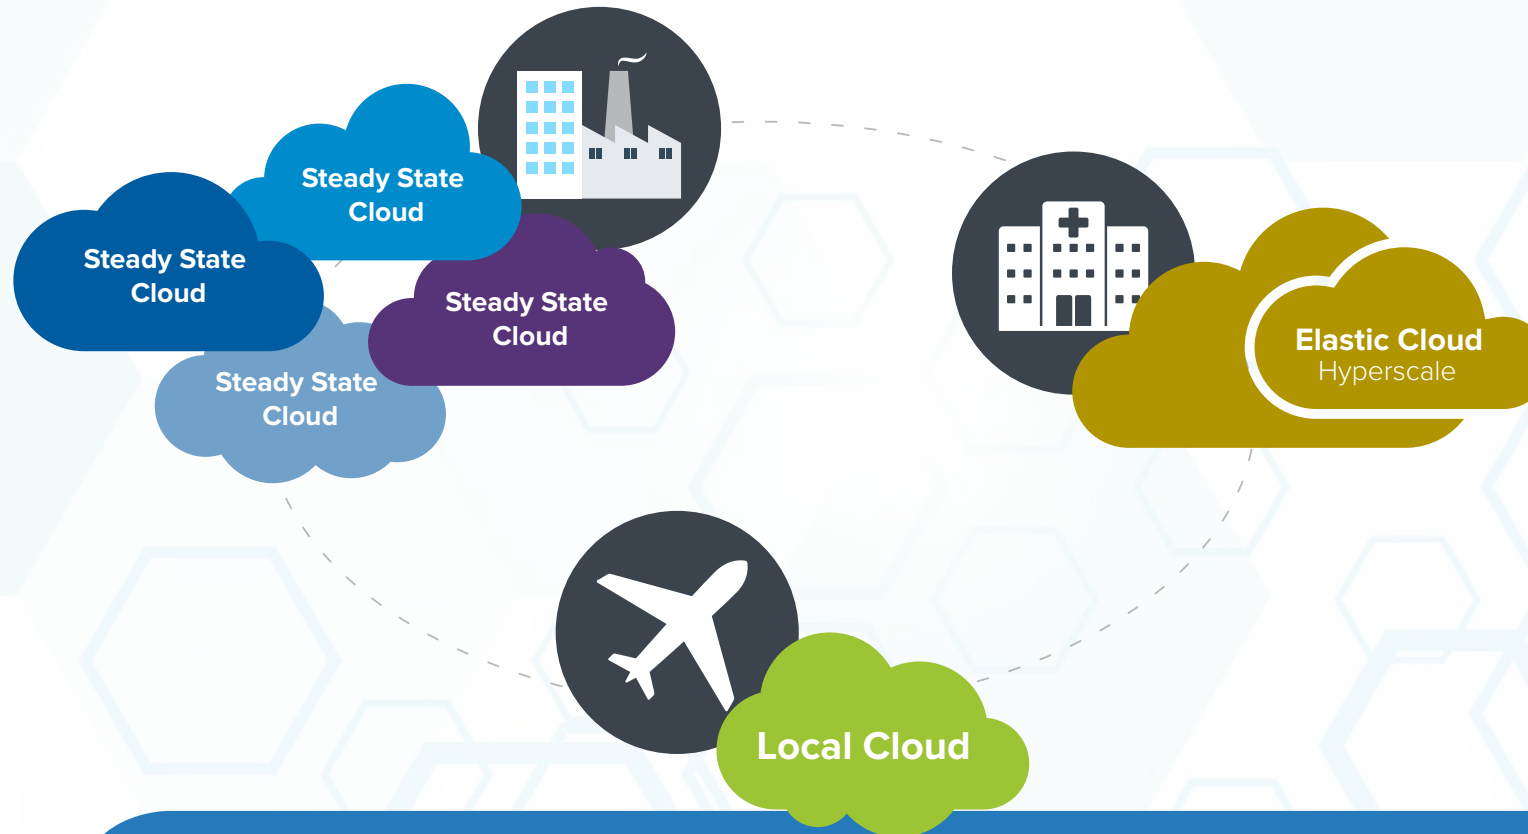 Steady State
Cloud
Steady State
Cloud
Steady State
Cloud
Steady State
Cloud
Elastic Cloud
Hyperscale
Local Cloud